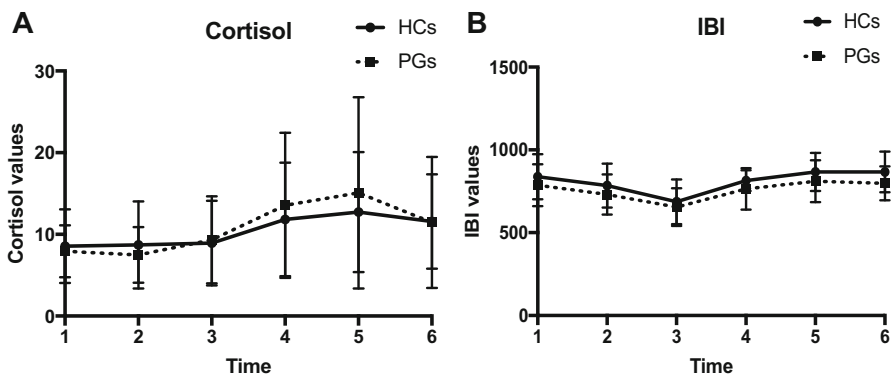 A
Cortisol
HCs
PGs
30
20
10
0
Cortisol values
1 2 3 4 5 6
Time
B
IBI
HCs
PGs
1500
1000
500
0
IBI values
1 2 3 4 5 6
Time